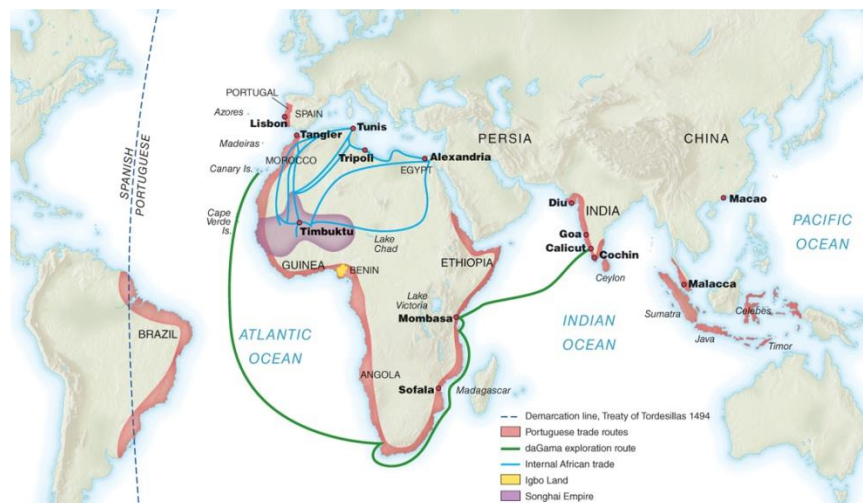 PORTUGAL
Azores
SPAIN
Lisbon
Tangier
Tunis
Madeiras
MOROCCO
Tripoli
Alexandria
EGYPT
Canary Is.
PERSIA
CHINA
SPANISH
PORTUGUESE
Cape
Verde
Is.
Timbuktu
Lake
Chad
GUINEA
BENIN
ETHIOPIA
Diu
INDIA
Goa
Calicut
Cochin
Ceylon
Macao
PACIFIC
OCEAN
Malacca
Sumatra
Celebes
Java
Timor
BRAZIL
ATLANTIC
OCEAN
Lake
Victoria
Mombasa
INDIAN
OCEAN
ANGOLA
Sofala
Madagascar
Demarcation line, Treaty of Tordesillas 1494
Portuguese trade routes
daGama exploration route
Internal African trade
Igbo Land
Songhai Empire